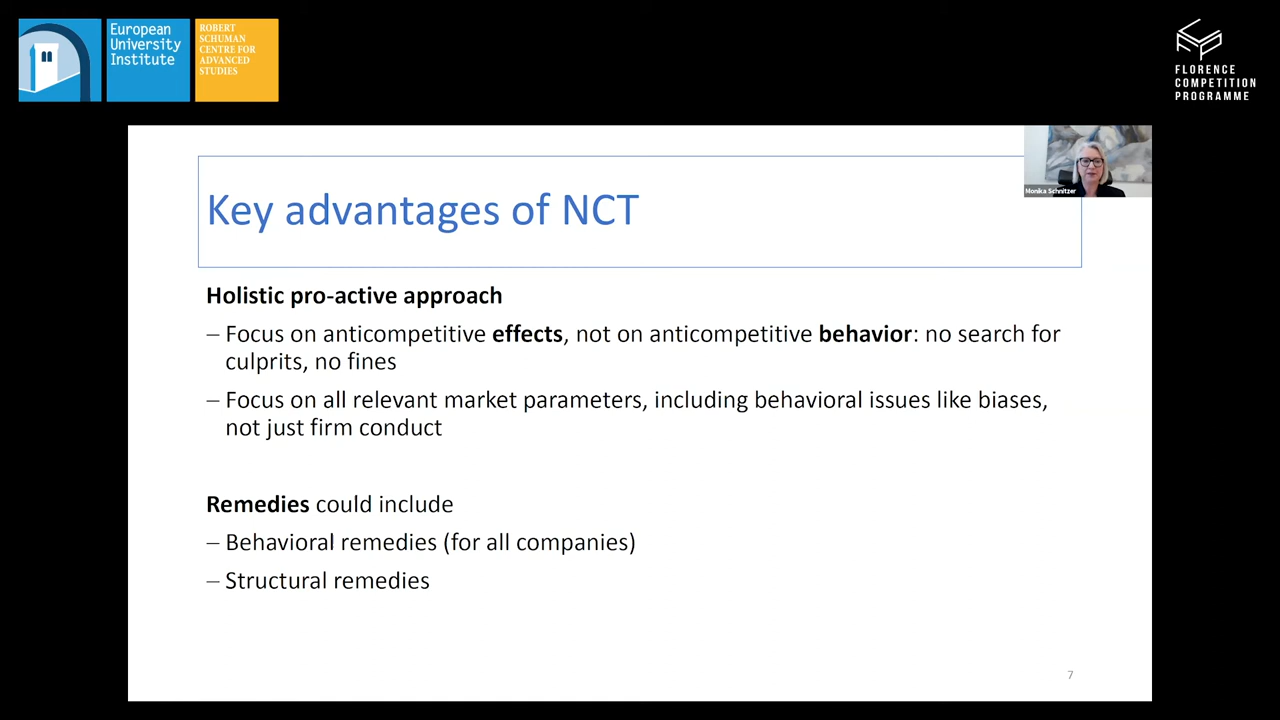 European
University
Institute
ROBERT
SCHUMAN
CENTRE FOR
ADVANCED
STUDIES
FLORENCE
COMPETITION
PROGRAMME
Monika Schnitzer
Key advantages of NCT
Holistic pro-active approach
– Focus on anticompetitive effects, not on anticompetitive behavior: no search for
culprits, no fines
– Focus on all relevant market parameters, including behavioral issues like biases,
not just firm conduct
Remedies could include
– Behavioral remedies (for all companies)
– Structural remedies
7